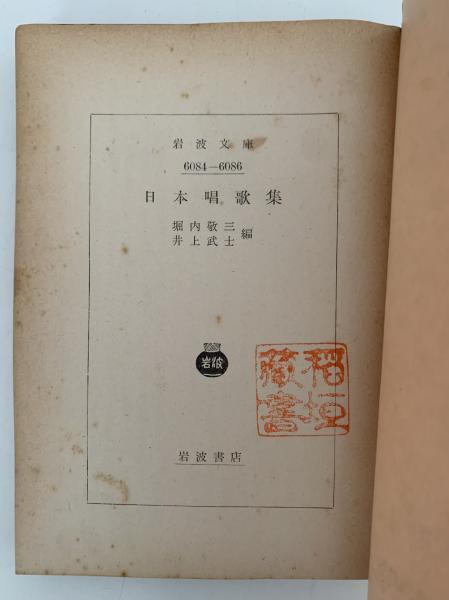 岩波文庫
6084—6086
日本唱歌集
堀内敬三
井上武士 編
岩波
稲垣
蔵書
岩波書店